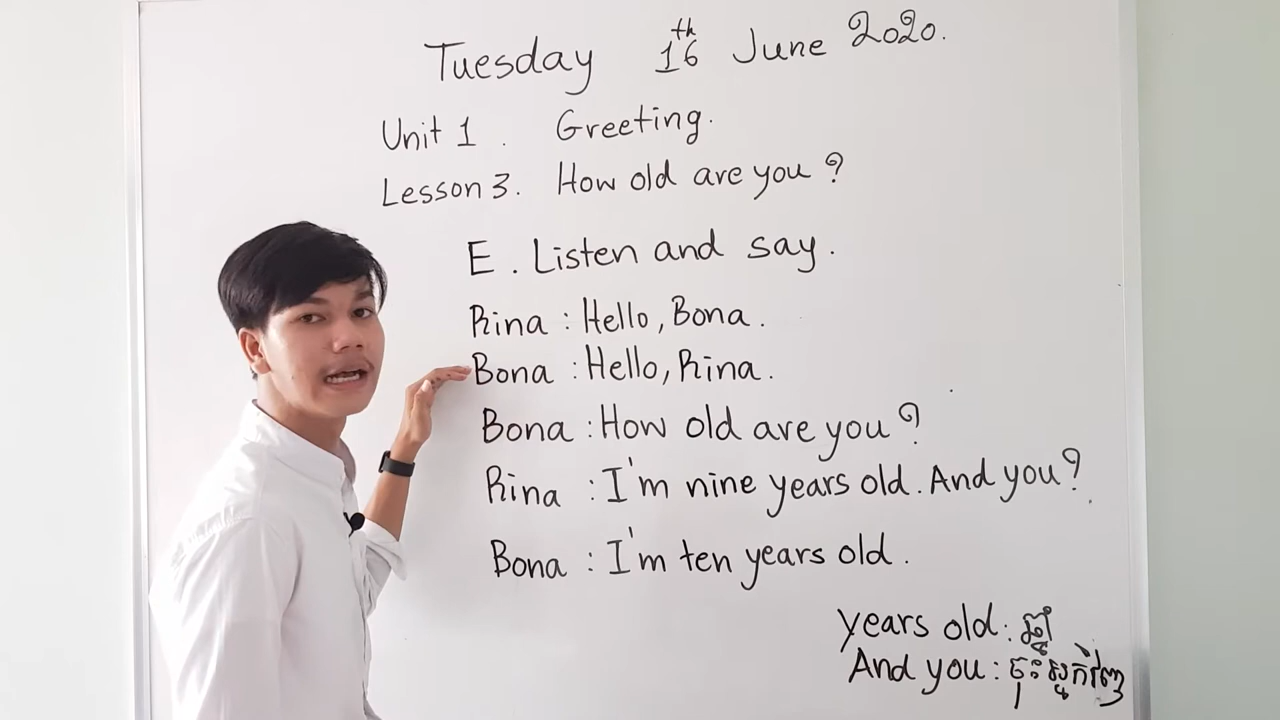 Tuesday 16th June 2020.
Unit 1. Greeting.
Lesson 3. How old are you?
E. Listen and say.
Rina : Hello, Bona.
Bona : Hello, Rina.
Bona : How old are you?
Rina : I'm nine years old. And you?
Bona : I'm ten years old.
years old: ឆ្នាំ
And you: ចុះអ្នកវិញ